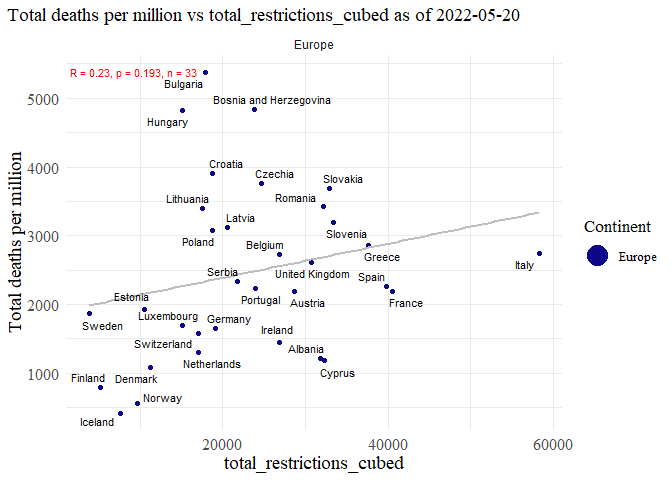 Total deaths per million vs total_restrictions_cubed as of 2022-05-20
Europe
R = 0.23, p = 0.193, n = 33
Bulgaria
Bosnia and Herzegovina
Hungary
Croatia
Czechia
Slovakia
Lithuania
Romania
Latvia
Poland
Slovenia
Belgium
Greece
Italy
Serbia
United Kingdom
Spain
Estonia
Portugal
Austria
France
Sweden
Luxembourg
Germany
Switzerland
Ireland
Netherlands
Albania
Cyprus
Finland
Denmark
Norway
Iceland
5000
4000
3000
2000
1000
Total deaths per million
20000
40000
60000
total_restrictions_cubed
Continent
Europe